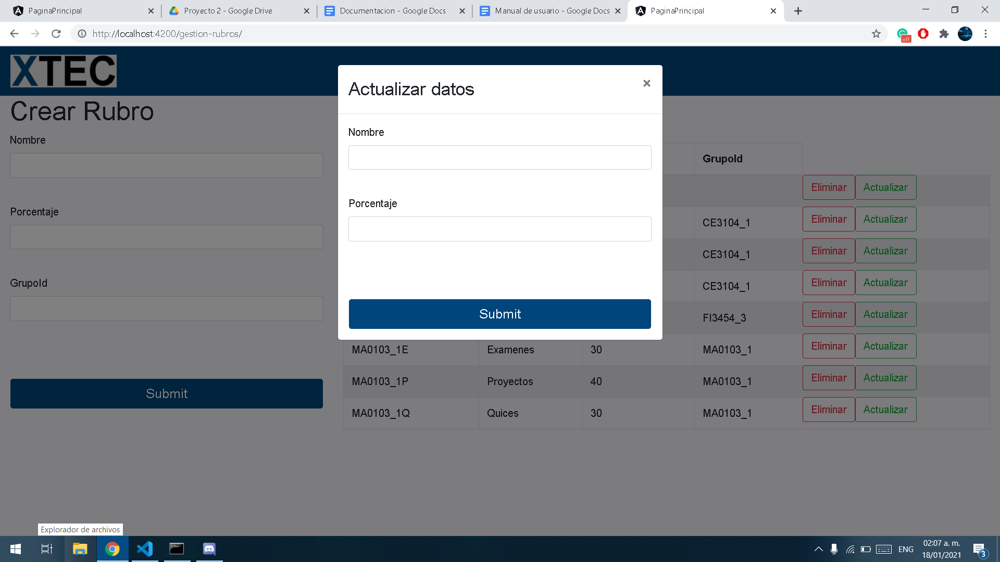 PaginaPrincipal
Proyecto 2 - Google Drive
Documentacion - Google Docs
Manual de usuario - Google Docs
PaginaPrincipal
http://localhost:4200/gestion-rubros/
off
XTEC
Crear Rubro
Nombre
Porcentaje
GrupoId
Submit
Actualizar datos
×
Nombre
Porcentaje
Submit
GrupoId
Eliminar Actualizar
CE3104_1 Eliminar Actualizar
CE3104_1 Eliminar Actualizar
CE3104_1 Eliminar Actualizar
FI3454_3 Eliminar Actualizar
MA0103_1E Examenes 30 MA0103_1 Eliminar Actualizar
MA0103_1P Proyectos 40 MA0103_1 Eliminar Actualizar
MA0103_1Q Quices 30 MA0103_1 Eliminar Actualizar
Explorador de archivos
ENG
02:07 a. m.
18/01/2021
3